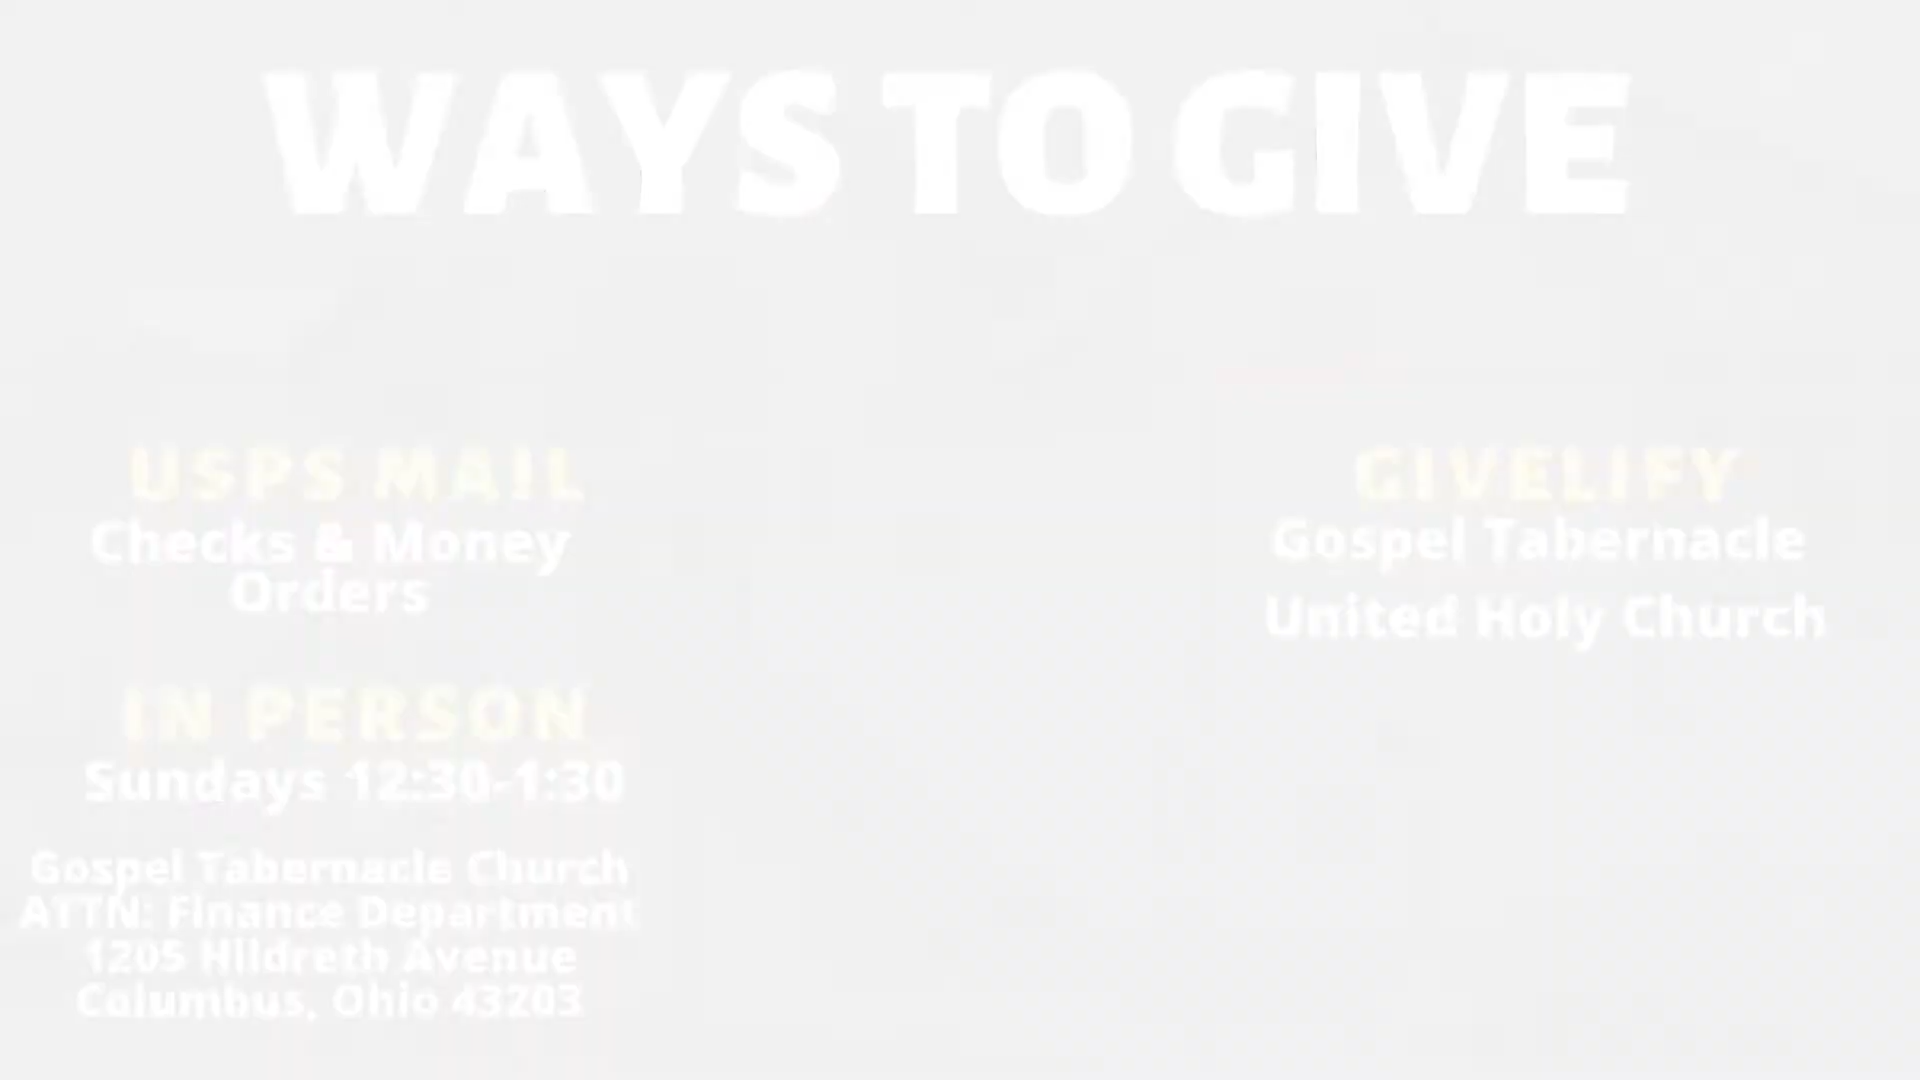 WAYS TO GIVE
USPS MAIL
Checks & Money
Orders
IN PERSON
Sundays 12:30-1:30
Gospel Tabernacle Church
ATTN: Finance Department
1205 Hildreth Avenue
Columbus, Ohio 43203
GIVELIFY
Gospel Tabernacle
United Holy Church